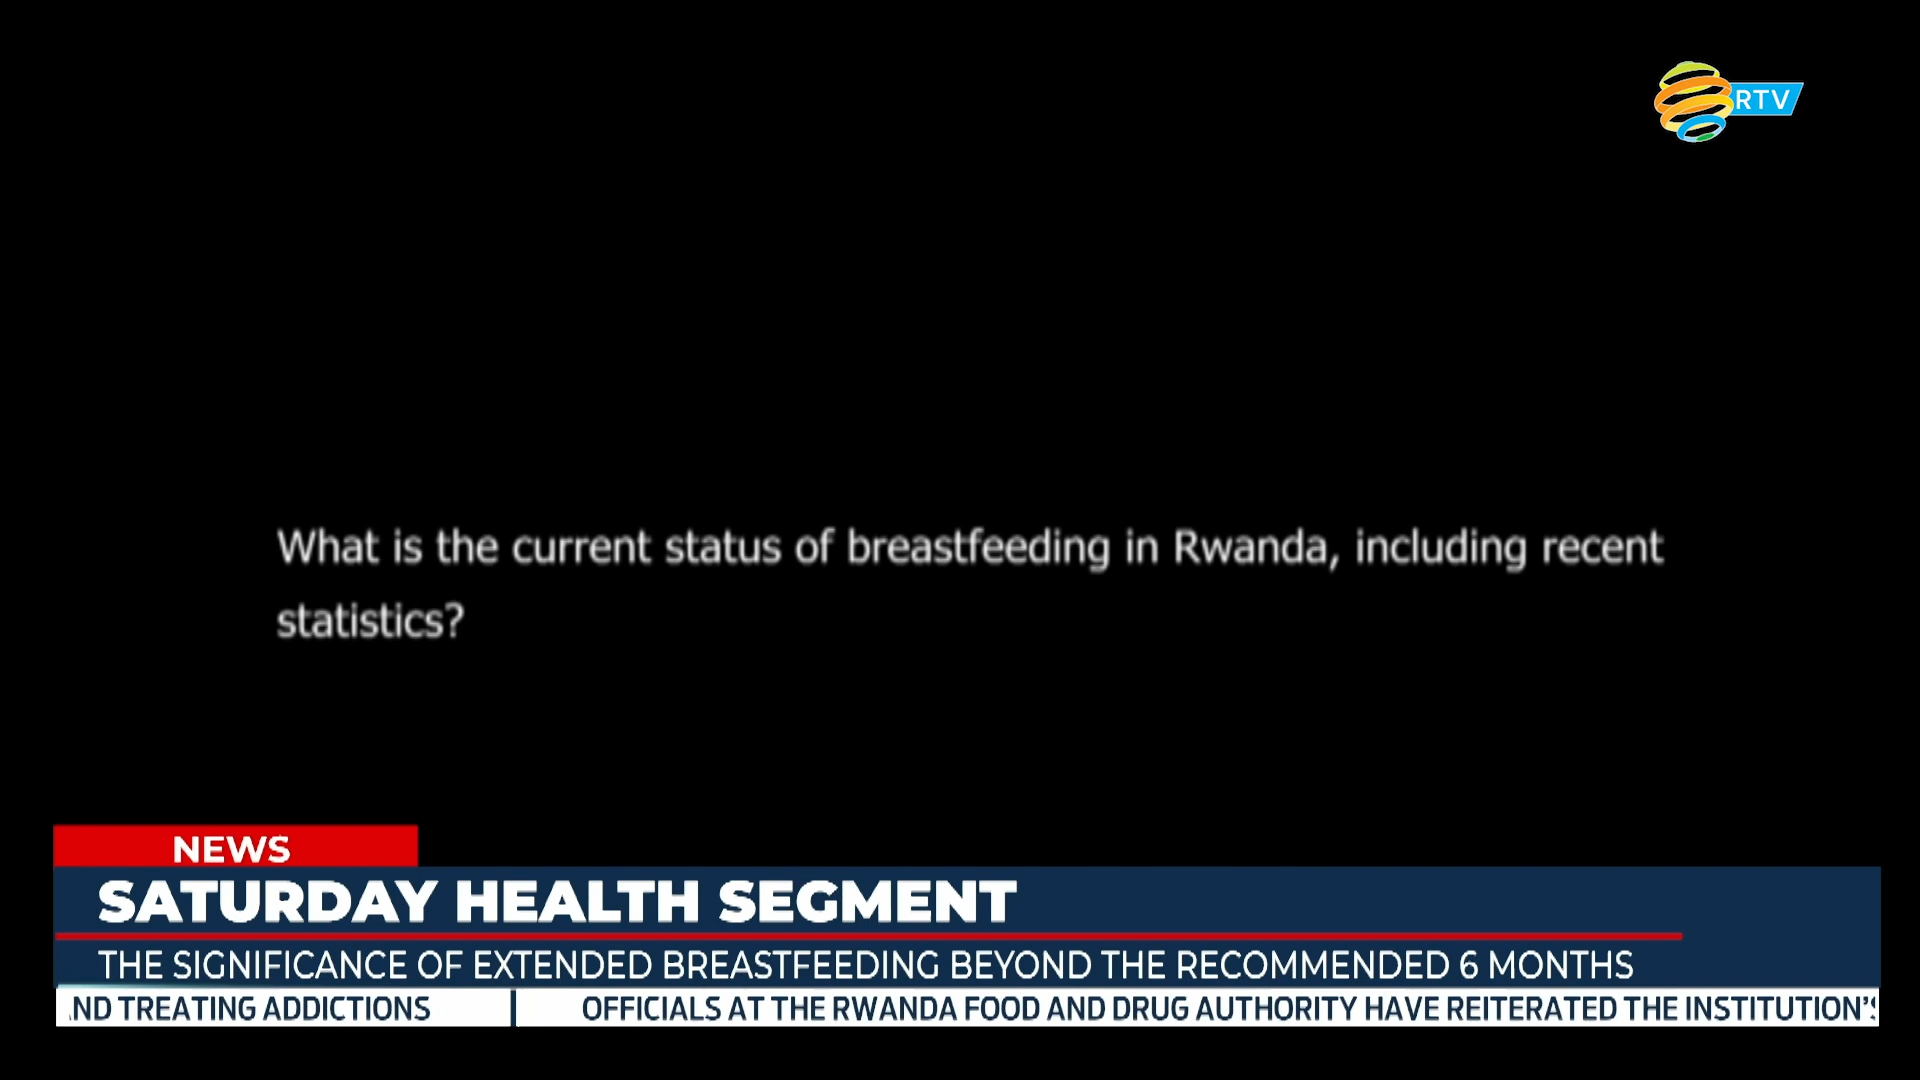 RTV
What is the current status of breastfeeding in Rwanda, including recent
statistics?
NEWS
SATURDAY HEALTH SEGMENT
THE SIGNIFICANCE OF EXTENDED BREASTFEEDING BEYOND THE RECOMMENDED 6 MONTHS
ND TREATING ADDICTIONS | OFFICIALS AT THE RWANDA FOOD AND DRUG AUTHORITY HAVE REITERATED THE INSTITUTION'S